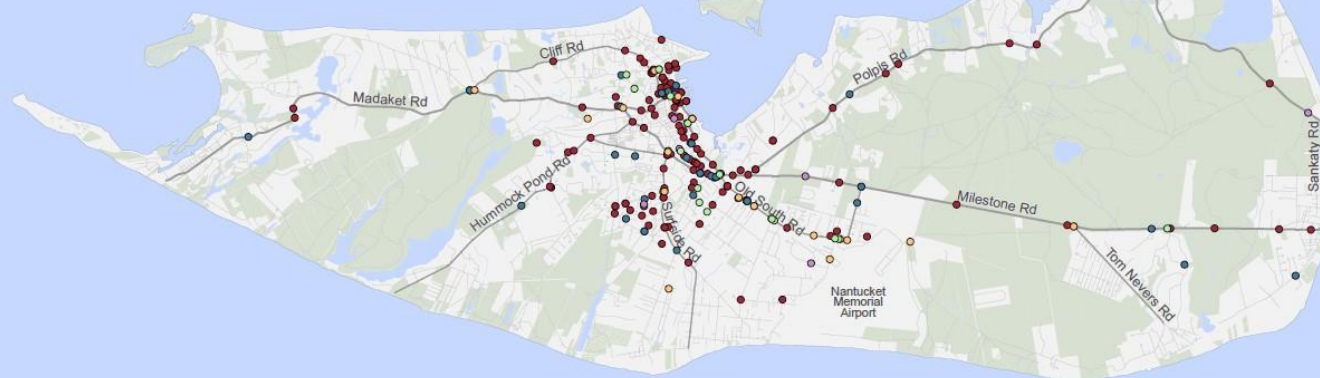 Cliff Rd
Polpis Rd
Madaket Rd
Sankaty Rd
Hummock Pond Rd
Old South Rd
Milestone Rd
Surfside Rd
Tom Nevers Rd
Nantucket
Memorial
Airport